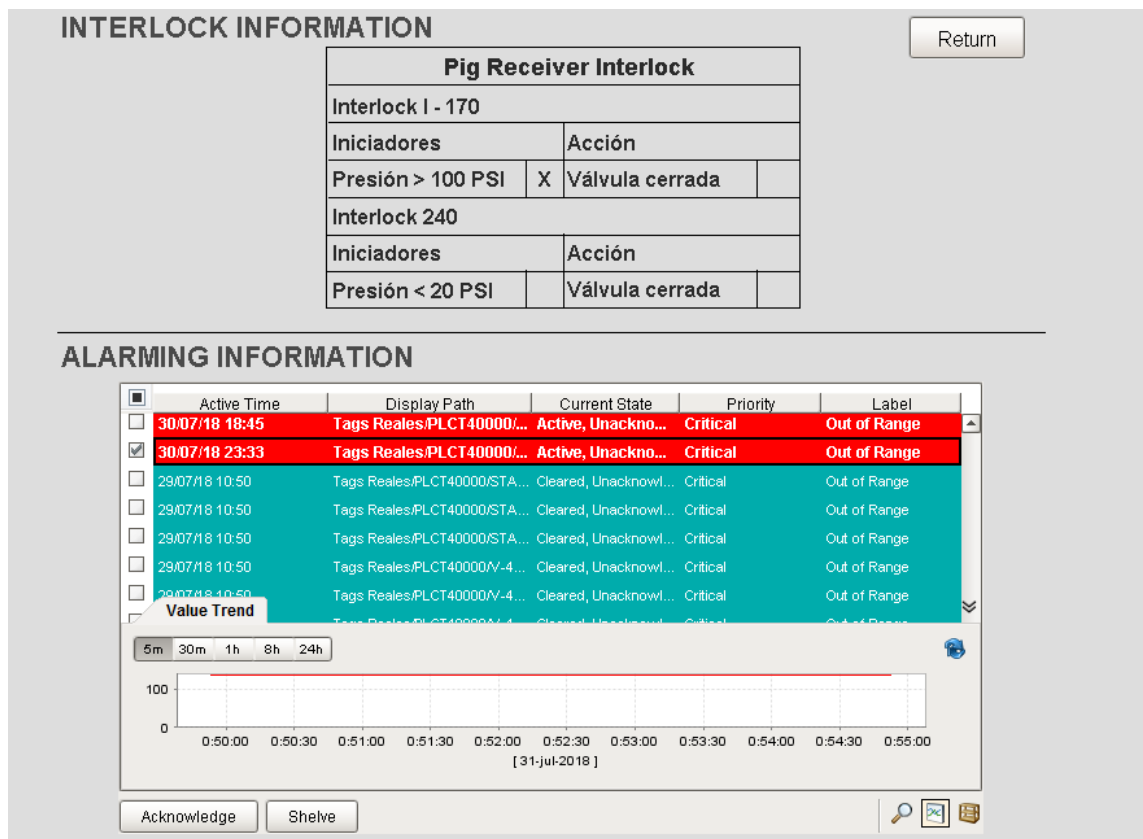 INTERLOCK INFORMATION
Return
Pig Receiver Interlock
Interlock I - 170
Iniciadores Acción
Presión > 100 PSI X Válvula cerrada
Interlock 240
Iniciadores Acción
Presión < 20 PSI Válvula cerrada
ALARMING INFORMATION
Active Time Display Path Current State Priority Label
30/07/18 18:45 Tags Reales/PLCT40000/... Active, Unackno... Critical Out of Range
30/07/18 23:33 Tags Reales/PLCT40000/... Active, Unackno... Critical Out of Range
29/07/18 10:50 Tags Reales/PLCT40000/STA... Cleared, Unacknowl... Critical Out of Range
29/07/18 10:50 Tags Reales/PLCT40000/STA... Cleared, Unacknowl... Critical Out of Range
29/07/18 10:50 Tags Reales/PLCT40000/STA... Cleared, Unacknowl... Critical Out of Range
29/07/18 10:50 Tags Reales/PLCT40000/V-4... Cleared, Unacknowl... Critical Out of Range
29/07/18 10:50 Tags Reales/PLCT40000/V-4... Cleared, Unacknowl... Critical Out of Range
Value Trend
5m 30m 1h 8h 24h
100
0
0:50:00 0:50:30 0:51:00 0:51:30 0:52:00 0:52:30 0:53:00 0:53:30 0:54:00 0:54:30 0:55:00
[ 31-jul-2018 ]
Acknowledge Shelve